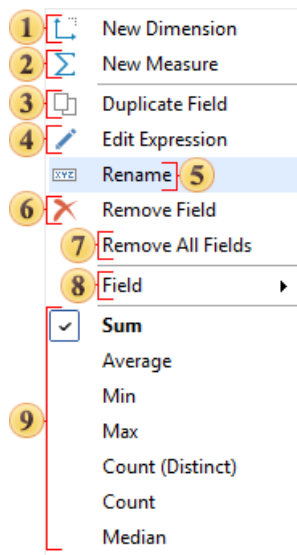 1 New Dimension
2 New Measure
3 Duplicate Field
4 Edit Expression
XYZ Rename 5
6 Remove Field
7 Remove All Fields
8 Field
Sum
Average
Min
Max
9 Count (Distinct)
Count
Median